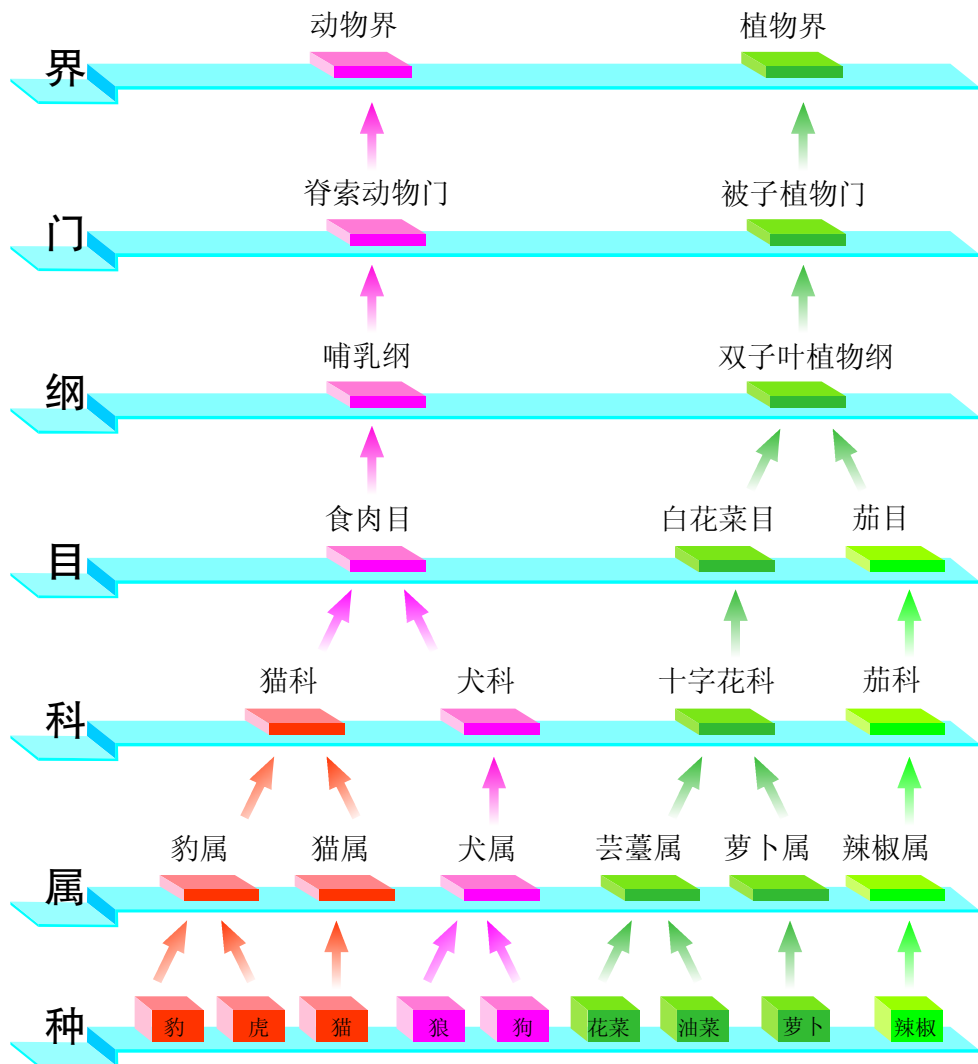 动物界 植物界
界
脊索动物门 被子植物门
门
哺乳纲 双子叶植物纲
纲
食肉目 白花菜目 茄目
目
猫科 犬科 十字花科 茄科
科
豹属 猫属 犬属 芸薹属 萝卜属 辣椒属
属
种 豹 虎 猫 狼 狗 花菜 油菜 萝卜 辣椒